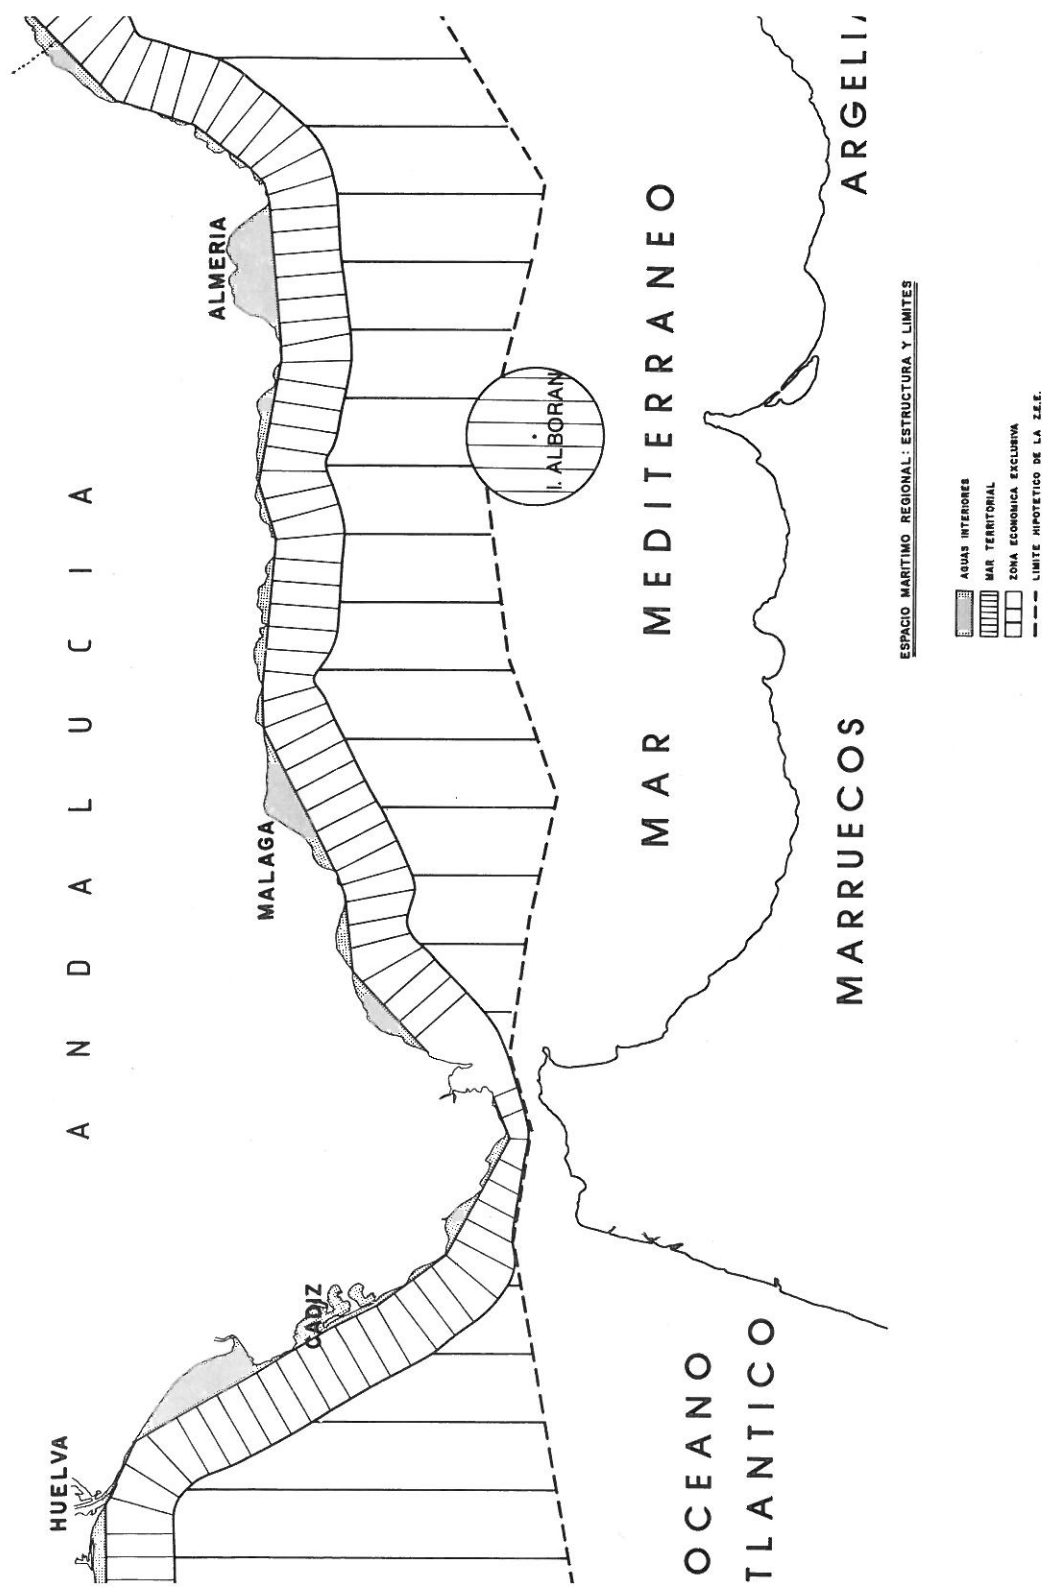 ANDALUCIA
HUELVA
CADIZ
MALAGA
ALMERIA
I. ALBORAN
MAR MEDITERRANEO
OCEANO
TLANTICO
MARRUECOS
ARGELIA
ESPACIO MARITIMO REGIONAL: ESTRUCTURA Y LIMITES
AGUAS INTERIORES
MAR TERRITORIAL
ZONA ECONOMICA EXCLUSIVA
LIMITE HIPOTETICO DE LA Z.E.E.